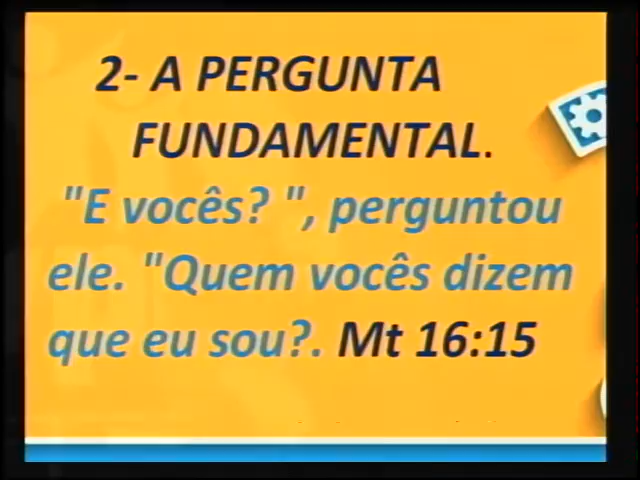 2- A PERGUNTA
FUNDAMENTAL.
"E vocês? ", perguntou
ele. "Quem vocês dizem
que eu sou?. Mt 16:15